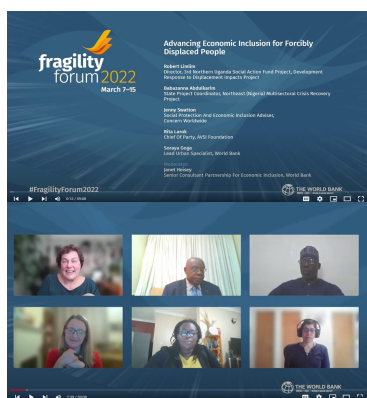 fragility
forum 2022
March 7–15
Advancing Economic Inclusion for Forcibly
Displaced People
Robert Limlim
Director, 3rd Northern Uganda Social Action Fund Project, Development
Response to Displacement Impacts Project
Babazanna Abdulkarim
State Project Coordinator, Northeast (Nigeria) Multisectoral Crisis Recovery
Project
Jenny Swatton
Social Protection And Economic Inclusion Adviser,
Concern Worldwide
Rita Larok
Chief Of Party, AVSI Foundation
Soraya Goga
Lead Urban Specialist, World Bank
Moderator
Janet Heisey
Senior Consultant Partnership For Economic Inclusion, World Bank
#FragilityForum2022
THE WORLD BANK
THE WORLD BANK